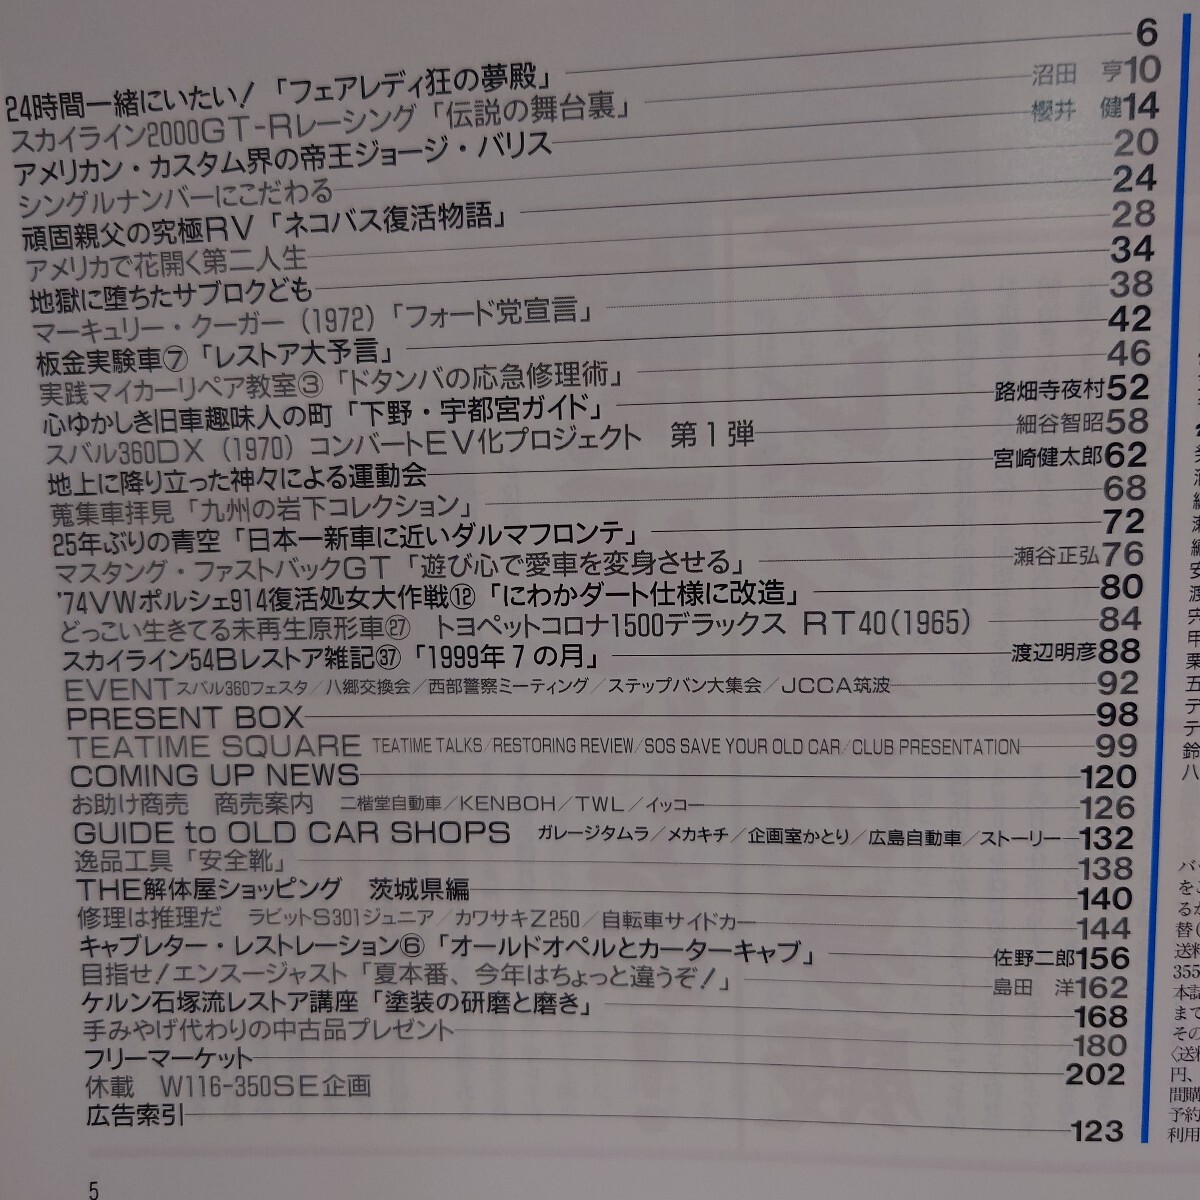 24時間一緒にいたい!「フェアレディ狂の夢殿」 6
スカイライン2000GT-Rレーシング「伝説の舞台裏」 沼田 亨10
アメリカン・カスタム界の帝王ジョージ・バリス 櫻井 健14
シングルナンバーにこだわる 20
頑固親父の究極RV「ネコバス復活物語」 24
アメリカで花開く第二人生 28
地獄に堕ちたサブロクども 34
マーキュリー・クーガー(1972)「フォード党宣言」 38
板金実験車⑦「レストア大予言」 42
実践マイカーリペア教室③「ドタンバの応急修理術」 46
心ゆかしき旧車趣味人の町「下野・宇都宮ガイド」 路畑寺夜村52
スバル360DX(1970)コンバートEV化プロジェクト 第1弾 細谷智昭58
地上に降り立った神々による運動会 宮崎健太郎62
蒐集車拝見「九州の岩下コレクション」 68
25年ぶりの青空「日本一新車に近いダルマフロンテ」 72
マスタング・ファストバックGT「遊び心で愛車を変身させる」 瀬谷正弘76
'74VWポルシェ914復活処女大作戦⑫「にわかダート仕様に改造」 80
どっこい生きてる未再生原形車㉗ トヨペットコロナ1500デラックス RT40(1965) 84
スカイライン54Bレストア雑記㊲「1999年7の月」 渡辺明彦88
EVENTスバル360フェスタ/八郷交換会/西部警察ミーティング/ステップバン大集会/JCCA筑波 92
PRESENT BOX 98
TEATIME SQUARE TEATIME TALKS/RESTORING REVIEW/SOS SAVE YOUR OLD CAR/CLUB PRESENTATION 99
COMING UP NEWS 120
お助け商売 商売案内 二楷堂自動車/KENBOH/TWL/イッコー 126
GUIDE to OLD CAR SHOPS ガレージタムラ/メカキチ/企画室かとり/広島自動車/ストーリー 132
逸品工具「安全靴」 138
THE解体屋ショッピング 茨城県編 140
修理は推理だ ラビットS301ジュニア/カワサキZ250/自転車サイドカー 144
キャブレター・レストレーション⑥「オールドオペルとカーターキャブ」 佐野二郎156
目指せ!エンスージャスト「夏本番、今年はちょっと違うぞ!」 島田 洋162
ケルン石塚流レストア講座「塗装の研磨と磨き」 168
手みやげ代わりの中古品プレゼント 180
フリーマーケット 202
休載 W116-350SE企画
広告索引 123
5
バッ
をご
るか
替(
送料
355
本誌
まで
その
〈送料
円、
間購
予約
利用